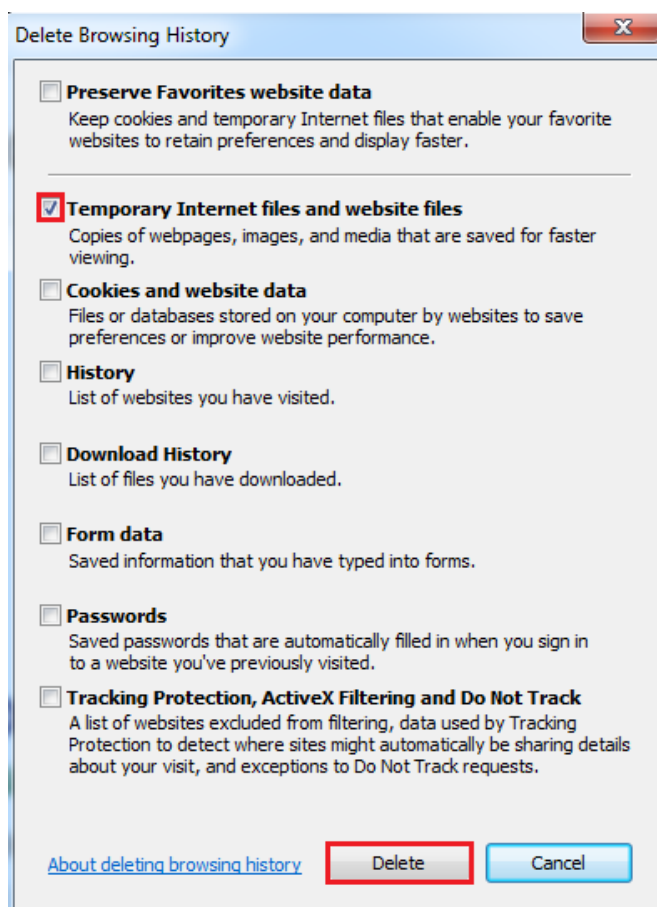 Delete Browsing History
Preserve Favorites website data
Keep cookies and temporary Internet files that enable your favorite
websites to retain preferences and display faster.
Temporary Internet files and website files
Copies of webpages, images, and media that are saved for faster
viewing.
Cookies and website data
Files or databases stored on your computer by websites to save
preferences or improve website performance.
History
List of websites you have visited.
Download History
List of files you have downloaded.
Form data
Saved information that you have typed into forms.
Passwords
Saved passwords that are automatically filled in when you sign in
to a website you've previously visited.
Tracking Protection, ActiveX Filtering and Do Not Track
A list of websites excluded from filtering, data used by Tracking
Protection to detect where sites might automatically be sharing details
about your visit, and exceptions to Do Not Track requests.
About deleting browsing history Delete Cancel